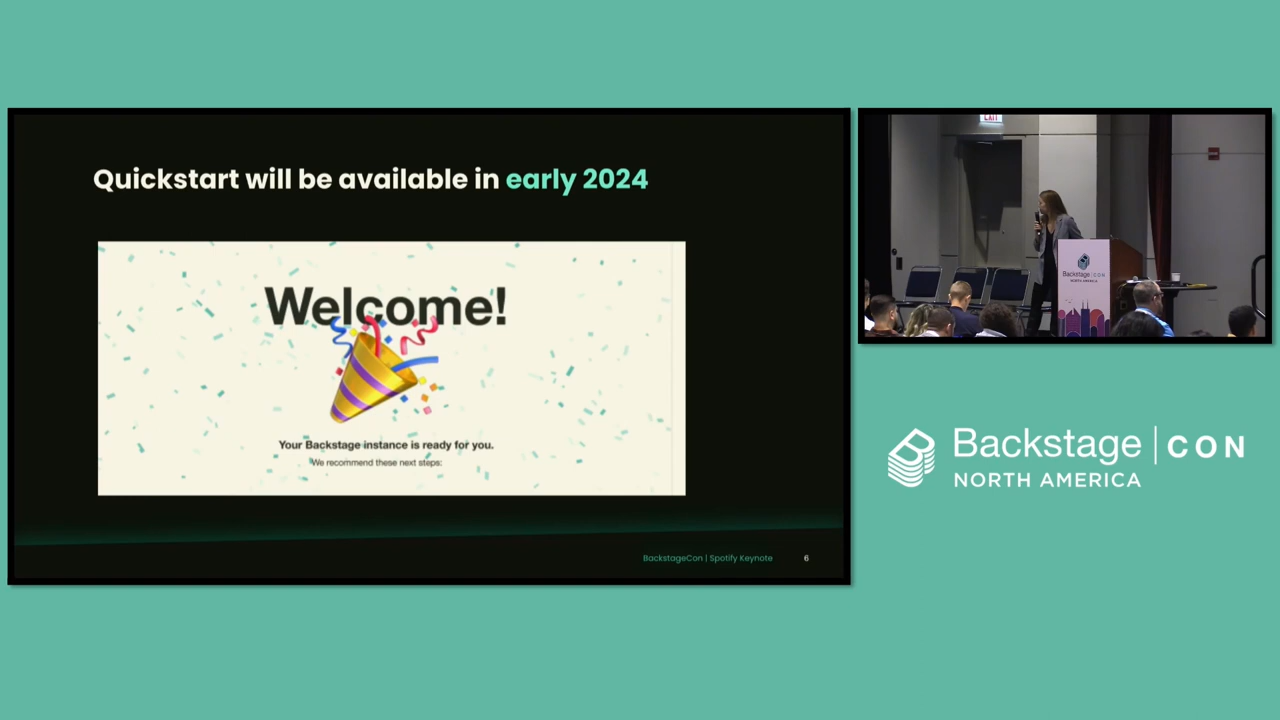 Quickstart will be available in early 2024
Welcome!
Your Backstage instance is ready for you.
We recommend these next steps:
BackstageCon | Spotify Keynote
6
EXIT
Backstage | CON
NORTH AMERICA
Backstage | CON
NORTH AMERICA